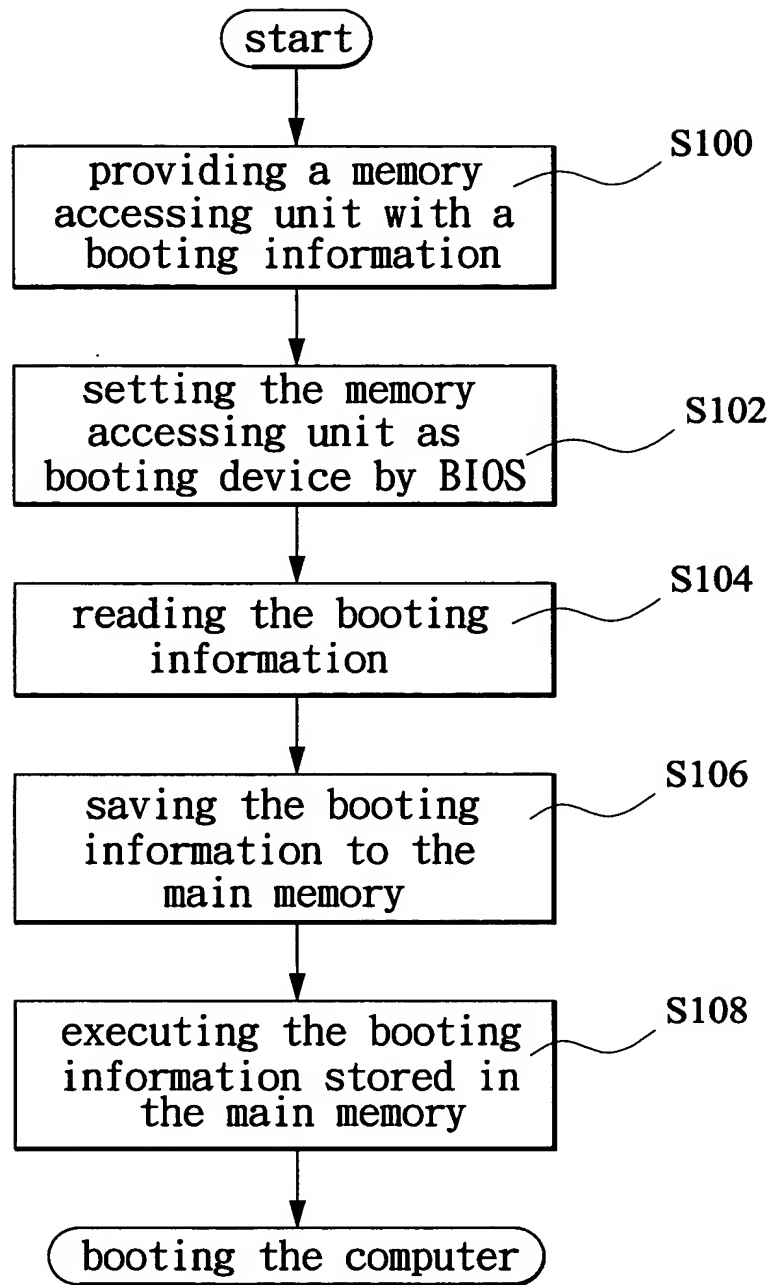 start
S100
providing a memory
accessing unit with a
booting information
setting the memory
accessing unit as
booting device by BIOS
S102
reading the booting
information
S104
saving the booting
information to the
main memory
S106
executing the booting
information stored in
the main memory
S108
booting the computer